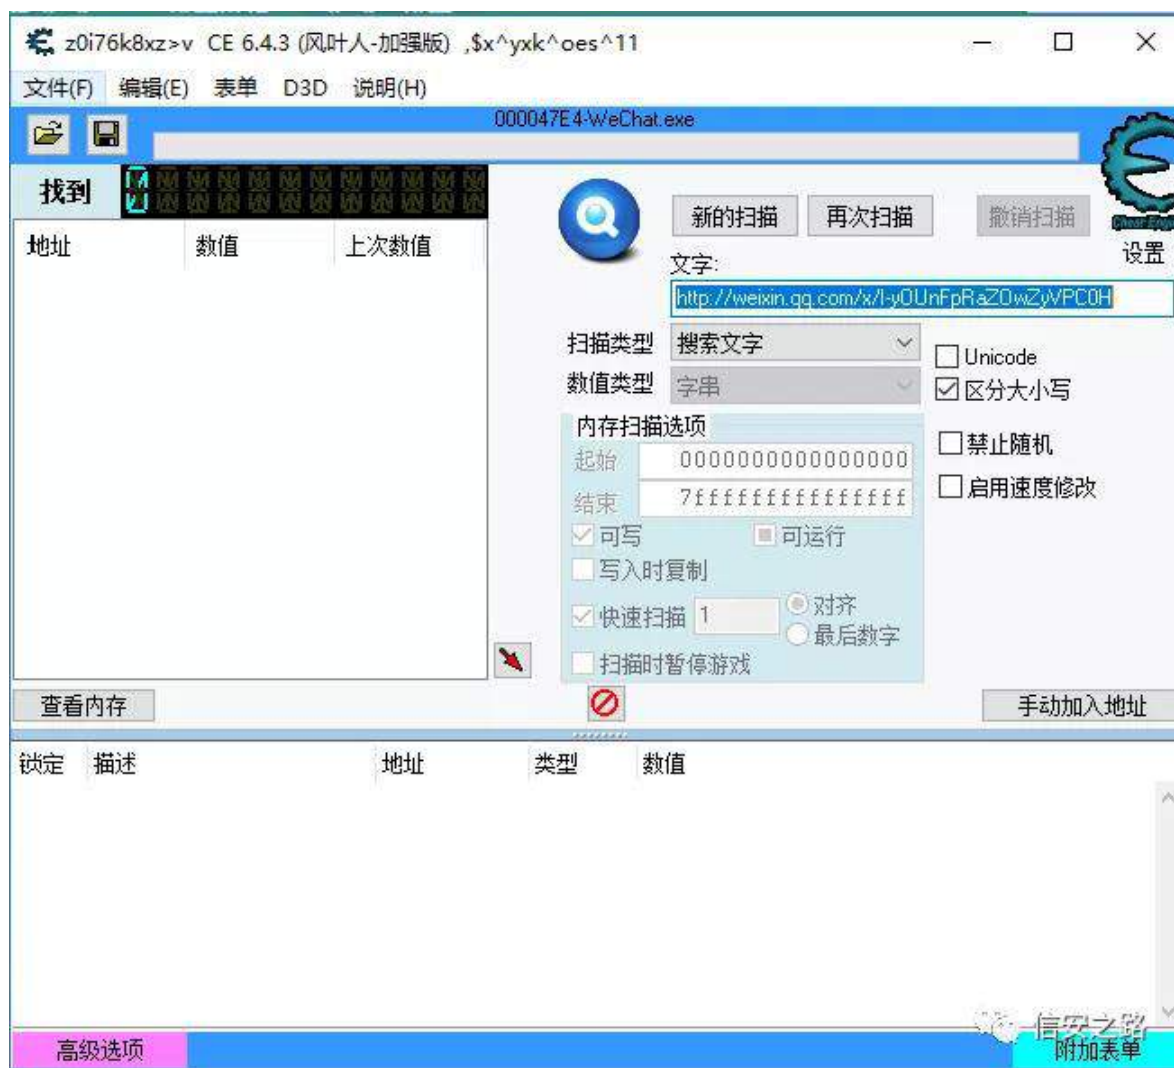 z0i76k8xz>v CE 6.4.3 (风叶人-加强版) ,$x^yxk^oes^11
文件(F) 编辑(E) 表单 D3D 说明(H)
000047E4-WeChat.exe
找到 0
新的扫描 再次扫描 撤销扫描
Cheat Engine
设置
地址 数值 上次数值
文字:
http://weixin.qq.com/x/I-yOUnFpRaZOwZyVPC0H
扫描类型 搜索文字
Unicode
数值类型 字串
区分大小写
内存扫描选项
起始 0000000000000000
禁止随机
结束 7fffffffffffffff
启用速度修改
可写 可运行
写入时复制
快速扫描 1 对齐
最后数字
扫描时暂停游戏
查看内存
手动加入地址
锁定 描述 地址 类型 数值
信安之路
高级选项 附加表单